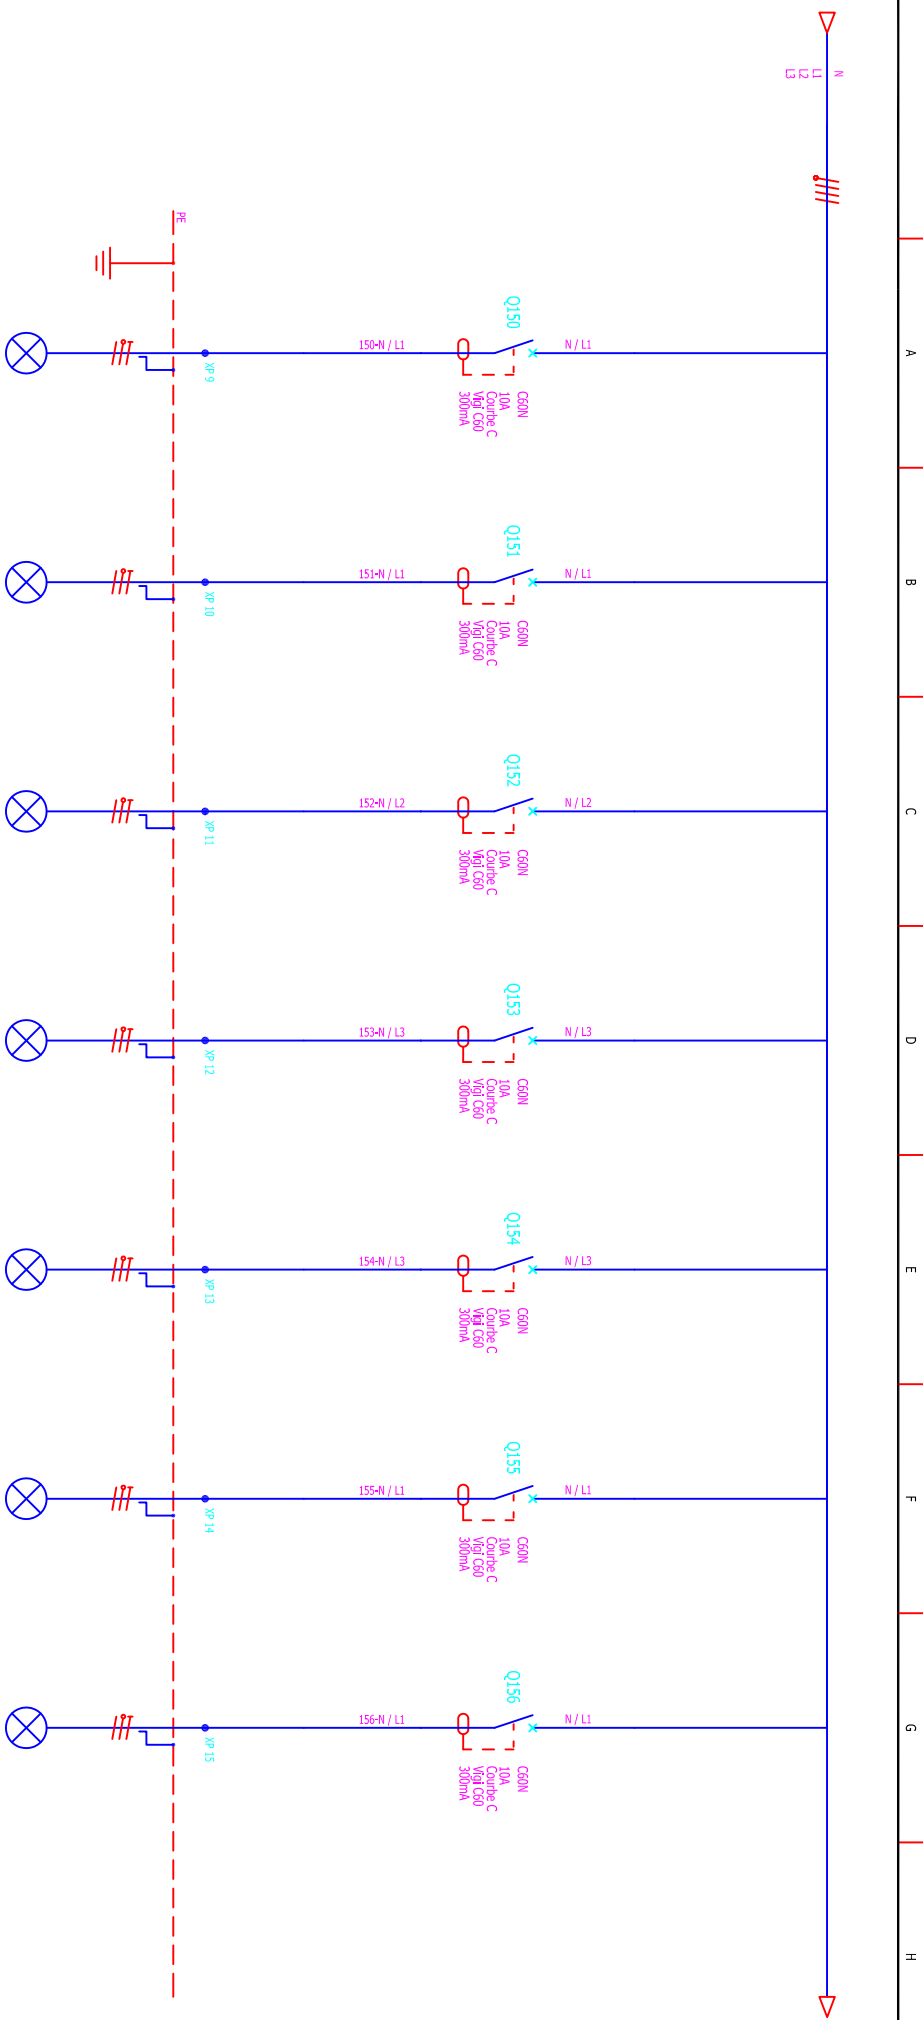 N
L1
L2
L3
PE
A
Q150
N / L1
C60N
10A
Courbe C
Vigi C60
300mA
150-N / L1
XP 9
B
Q151
N / L1
C60N
10A
Courbe C
Vigi C60
300mA
151-N / L1
XP 10
C
Q152
N / L2
C60N
10A
Courbe C
Vigi C60
300mA
152-N / L2
XP 11
D
Q153
N / L3
C60N
10A
Courbe C
Vigi C60
300mA
153-N / L3
XP 12
E
Q154
N / L3
C60N
10A
Courbe C
Vigi C60
300mA
154-N / L3
XP 13
F
Q155
N / L1
C60N
10A
Courbe C
Vigi C60
300mA
155-N / L1
XP 14
G
Q156
N / L1
C60N
10A
Courbe C
Vigi C60
300mA
156-N / L1
XP 15
H